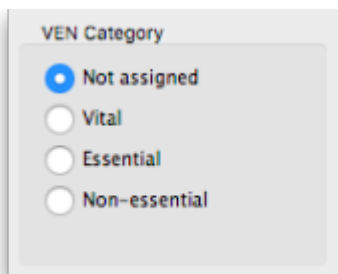 VEN Category
Not assigned
Vital
Essential
Non-essential